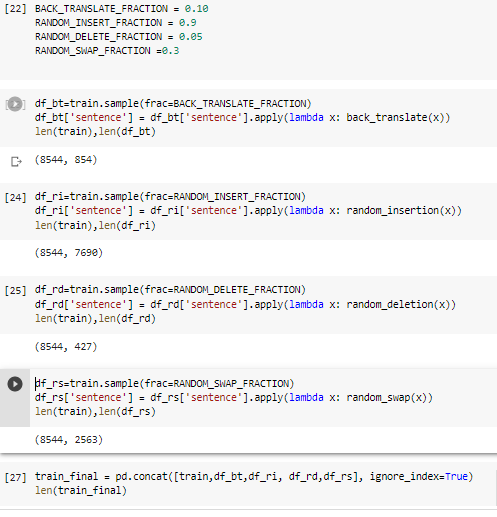 [22] BACK_TRANSLATE_FRACTION = 0.10
RANDOM_INSERT_FRACTION = 0.9
RANDOM_DELETE_FRACTION = 0.05
RANDOM_SWAP_FRACTION =0.3
df_bt=train.sample(frac=BACK_TRANSLATE_FRACTION)
df_bt['sentence'] = df_bt['sentence'].apply(lambda x: back_translate(x))
len(train),len(df_bt)
(8544, 854)
[24] df_ri=train.sample(frac=RANDOM_INSERT_FRACTION)
df_ri['sentence'] = df_ri['sentence'].apply(lambda x: random_insertion(x))
len(train),len(df_ri)
(8544, 7690)
[25] df_rd=train.sample(frac=RANDOM_DELETE_FRACTION)
df_rd['sentence'] = df_rd['sentence'].apply(lambda x: random_deletion(x))
len(train),len(df_rd)
(8544, 427)
df_rs=train.sample(frac=RANDOM_SWAP_FRACTION)
df_rs['sentence'] = df_rs['sentence'].apply(lambda x: random_swap(x))
len(train),len(df_rs)
(8544, 2563)
[27] train_final = pd.concat([train,df_bt,df_ri, df_rd,df_rs], ignore_index=True)
len(train_final)